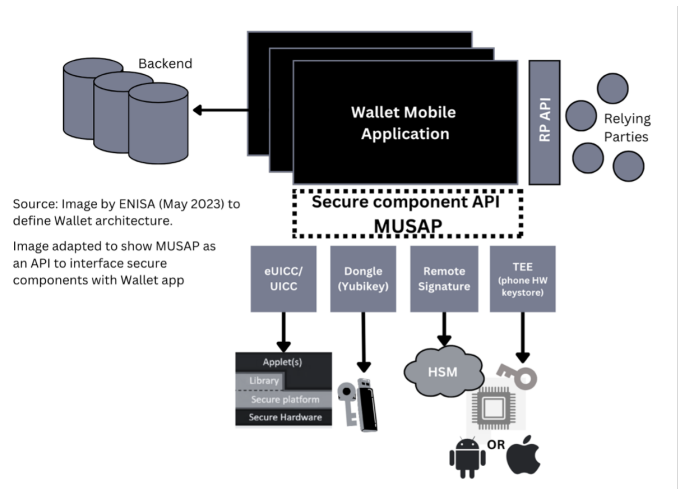 Backend
Wallet Mobile
Application
RP API
Relying
Parties
Source: Image by ENISA (May 2023) to
define Wallet architecture.
Image adapted to show MUSAP as
an API to interface secure
components with Wallet app
Secure component API
MUSAP
eUICC/
UICC
Dongle
(Yubikey)
Remote
Signature
TEE
(phone HW
keystore)
Applet(s)
Library
Secure platform
Secure Hardware
HSM
OR